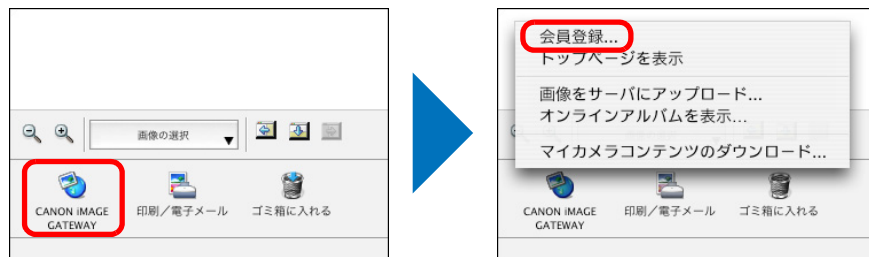 画像の選択
CANON iMAGE
GATEWAY
印刷／電子メール
ゴミ箱に入れる
会員登録...
トップページを表示
画像をサーバにアップロード...
オンラインアルバムを表示...
マイカメラコンテンツのダウンロード...
CANON iMAGE
GATEWAY
印刷／電子メール
ゴミ箱に入れる